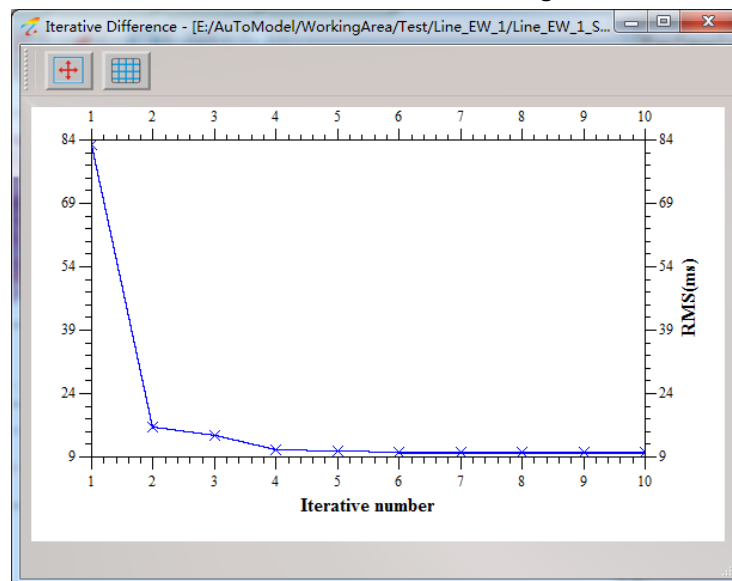 Iterative Difference - [E:/AuToModel/WorkingArea/Test/Line_EW_1/Line_EW_1_S...
1 2 3 4 5 6 7 8 9 10
84 84
69 69
54 54
39 39
24 24
9 9
RMS(ms)
1 2 3 4 5 6 7 8 9 10
Iterative number